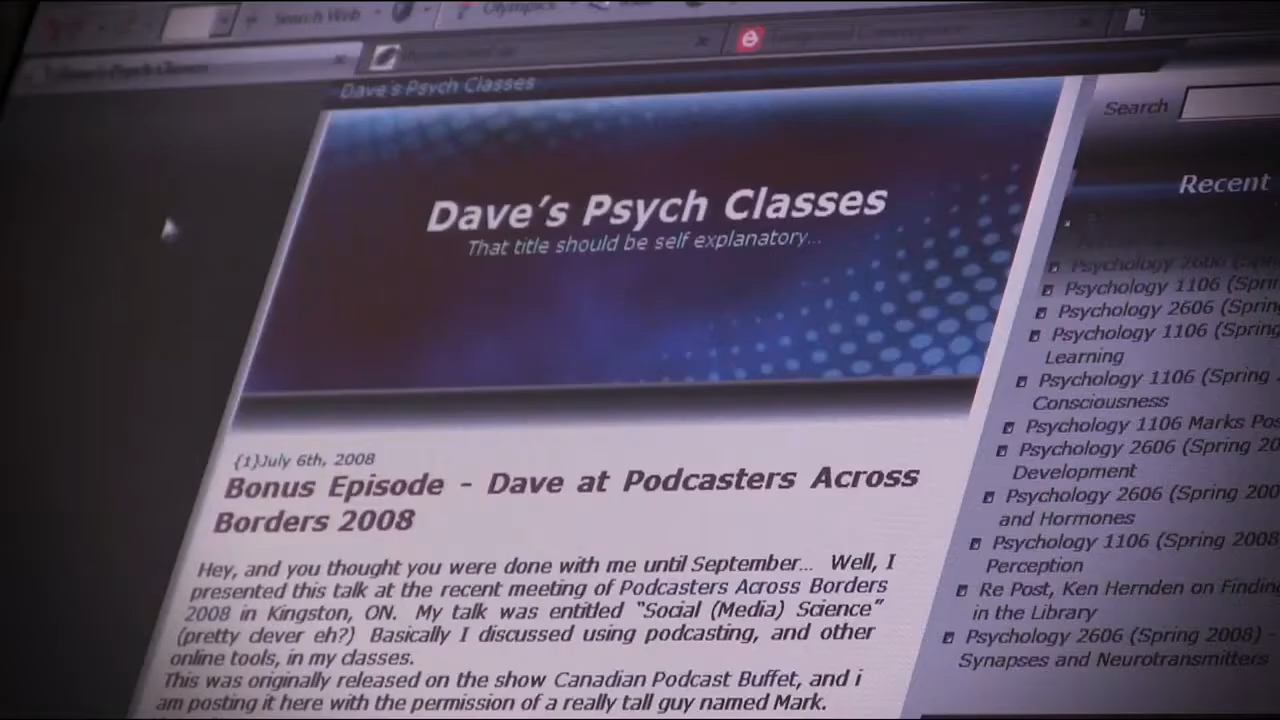 Search Web
Olympics
Dave's Psych Classes
Search
Dave's Psych Classes
That title should be self explanatory...
Recent
Psychology 2606 (Spri
Psychology 1106 (Sprin
Psychology 2606 (Spring
Psychology 1106 (Spring
Learning
Psychology 1106 (Spring
Consciousness
Psychology 1106 Marks Pos
Psychology 2606 (Spring 20
Development
Psychology 2606 (Spring 200
and Hormones
Psychology 1106 (Spring 2008
Perception
Re Post, Ken Hernden on Findin
in the Library
Psychology 2606 (Spring 2008) -
Synapses and Neurotransmitters
{1}July 6th, 2008
Bonus Episode - Dave at Podcasters Across
Borders 2008
Hey, and you thought you were done with me until September... Well, I
presented this talk at the recent meeting of Podcasters Across Borders
2008 in Kingston, ON. My talk was entitled "Social (Media) Science"
(pretty clever eh?) Basically I discussed using podcasting, and other
online tools, in my classes.
This was originally released on the show Canadian Podcast Buffet, and i
am posting it here with the permission of a really tall guy named Mark.